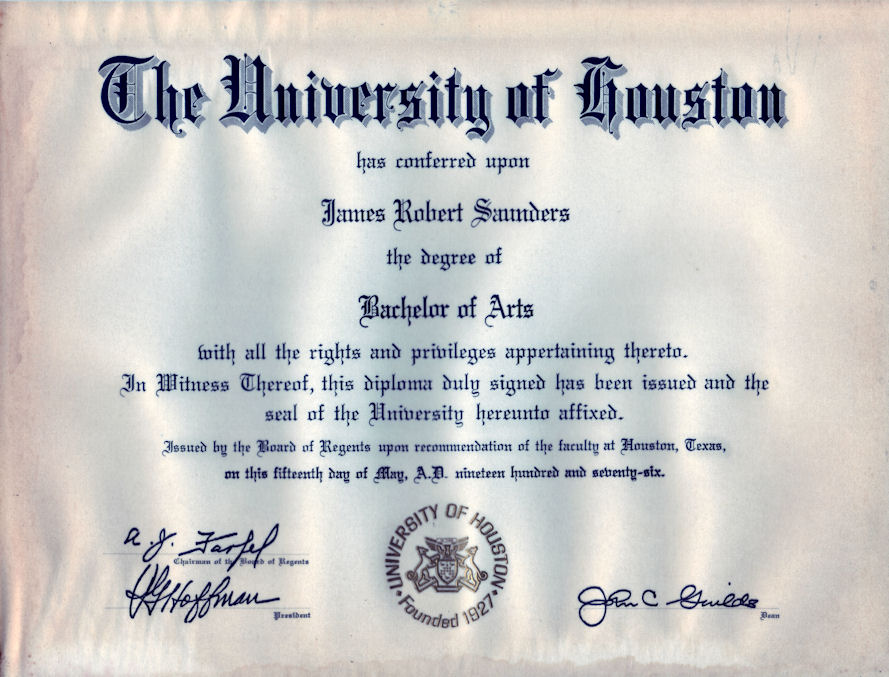 The University of Houston
has conferred upon
James Robert Saunders
the degree of
Bachelor of Arts
with all the rights and privileges appertaining thereto.
In Witness Thereof, this diploma duly signed has been issued and the
seal of the University hereunto affixed.
Issued by the Board of Regents upon recommendation of the faculty at Houston, Texas,
on this fifteenth day of May, A.D. nineteen hundred and seventy-six.
A. J. Farfel
Chairman of the Board of Regents
Hoffman
President
UNIVERSITY OF HOUSTON
Founded 1927
John C. Guilds
Dean